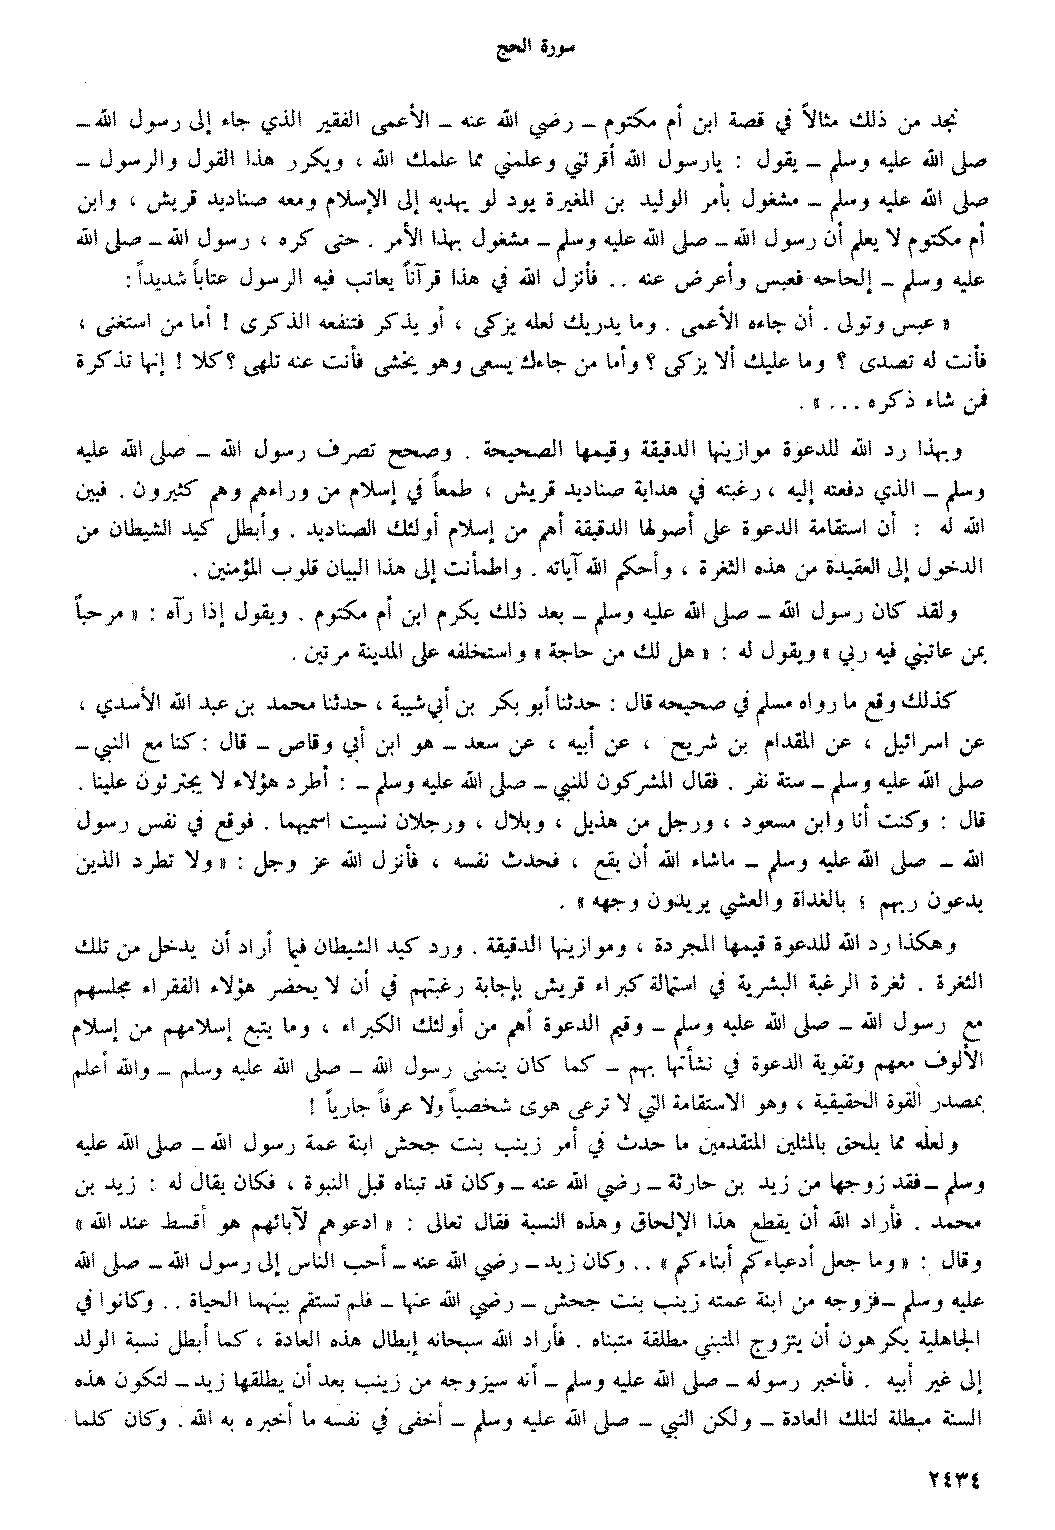 سورة الحج
نجد من ذلك مثالاً في قصة ابن أم مكتوم – رضي الله عنه – الأعمى الفقير الذي جاء إلى رسول الله –
صلى الله عليه وسلم – يقول : يارسول الله أقرئني وعلمني مما علمك الله ، ويكرر هذا القول والرسول –
صلى الله عليه وسلم – مشغول بأمر الوليد بن المغيرة يود لو يهديه إلى الإسلام ومعه صناديد قريش ، وابن
أم مكتوم لا يعلم أن رسول الله – صلى الله عليه وسلم – مشغول بهذا الأمر . حتى كره ، رسول الله – صلى الله
عليه وسلم – إلحاحه فعبس وأعرض عنه .. فأنزل الله في هذا قرآناً يعاتب فيه الرسول عتاباً شديداً :
« عبس وتولى . أن جاءه الأعمى . وما يدريك لعله يزكى ، أو يذكر فتنفعه الذكرى ! أما من استغنى ،
فأنت له تصدى ؟ وما عليك ألا يزكى ؟ وأما من جاءك يسعى وهو يخشى فأنت عنه تلهى ؟ كلا ! إنها تذكرة
فمن شاء ذكره ... » .
وبهذا رد الله للدعوة موازينها الدقيقة وقيمها الصحيحة . وصحح تصرف رسول الله – صلى الله عليه
وسلم – الذي دفعته إليه ، رغبته في هداية صناديد قريش ، طمعاً في إسلام من وراءهم وهم كثيرون . فبين
الله له : أن استقامة الدعوة على أصولها الدقيقة أهم من إسلام أولئك الصناديد . وأبطل كيد الشيطان من
الدخول إلى العقيدة من هذه الثغرة ، وأحكم الله آياته . واطمأنت إلى هذا البيان قلوب المؤمنين .
ولقد كان رسول الله – صلى الله عليه وسلم – بعد ذلك يكرم ابن أم مكتوم . ويقول إذا رآه : « مرحباً
بمن عاتبني فيه ربي » ويقول له : « هل لك من حاجة » واستخلفه على المدينة مرتين .
كذلك وقع ما رواه مسلم في صحيحه قال : حدثنا أبو بكر بن أبي شيبة ، حدثنا محمد بن عبد الله الأسدي ،
عن اسرائيل ، عن المقدام بن شريح ، عن أبيه ، عن سعد – هو ابن أبي وقاص – قال : كنا مع النبي –
صلى الله عليه وسلم – ستة نفر . فقال المشركون للنبي – صلى الله عليه وسلم – : أطرد هؤلاء لا يجترئون علينا .
قال : وكنت أنا وابن مسعود ، ورجل من هذيل ، وبلال ، ورجلان نسيت اسميهما . فوقع في نفس رسول
الله – صلى الله عليه وسلم – ماشاء الله أن يقع ، فحدث نفسه ، فأنزل الله عز وجل : « ولا تطرد الذين
يدعون ربهم ؛ بالغداة والعشي يريدون وجهه » .
وهكذا رد الله للدعوة قيمها المجردة ، وموازينها الدقيقة . ورد كيد الشيطان فيما أراد أن يدخل من تلك
الثغرة . ثغرة الرغبة البشرية في استمالة كبراء قريش بإجابة رغبتهم في أن لا يحضر هؤلاء الفقراء مجلسهم
مع رسول الله – صلى الله عليه وسلم – وقيم الدعوة أهم من أولئك الكبراء ، وما يتبع إسلامهم من إسلام
الألوف معهم وتقوية الدعوة في نشأتها بهم – كما كان يتمنى رسول الله – صلى الله عليه وسلم – والله أعلم
بمصدر القوة الحقيقية ، وهو الاستقامة التي لا ترعى هوى شخصياً ولا عرفاً جارياً !
ولعله مما يلحق بالمثلين المتقدمين ما حدث في أمر زينب بنت جحش ابنة عمة رسول الله – صلى الله عليه
وسلم – فقد زوجها من زيد بن حارثة – رضي الله عنه – وكان قد تبناه قبل النبوة ، فكان يقال له : زيد بن
محمد . فأراد الله أن يقطع هذا الإلحاق وهذه النسبة فقال تعالى : « ادعوهم لآبائهم هو أقسط عند الله »
وقال : « وما جعل أدعياءكم أبناءكم » .. وكان زيد – رضي الله عنه – أحب الناس إلى رسول الله – صلى الله
عليه وسلم – فزوجه من ابنة عمته زينب بنت جحش – رضي الله عنها – فلم تستقم بينهما الحياة .. وكانوا في
الجاهلية يكرهون أن يتزوج المتبني مطلقة متبناه . فأراد الله سبحانه إبطال هذه العادة ، كما أبطل نسبة الولد
إلى غير أبيه . فأخبر رسوله – صلى الله عليه وسلم – أنه سيزوجه من زينب بعد أن يطلقها زيد – لتكون هذه
السنة مبطلة لتلك العادة – ولكن النبي – صلى الله عليه وسلم – أخفى في نفسه ما أخبره به الله . وكان كلما
٢٤٣٤